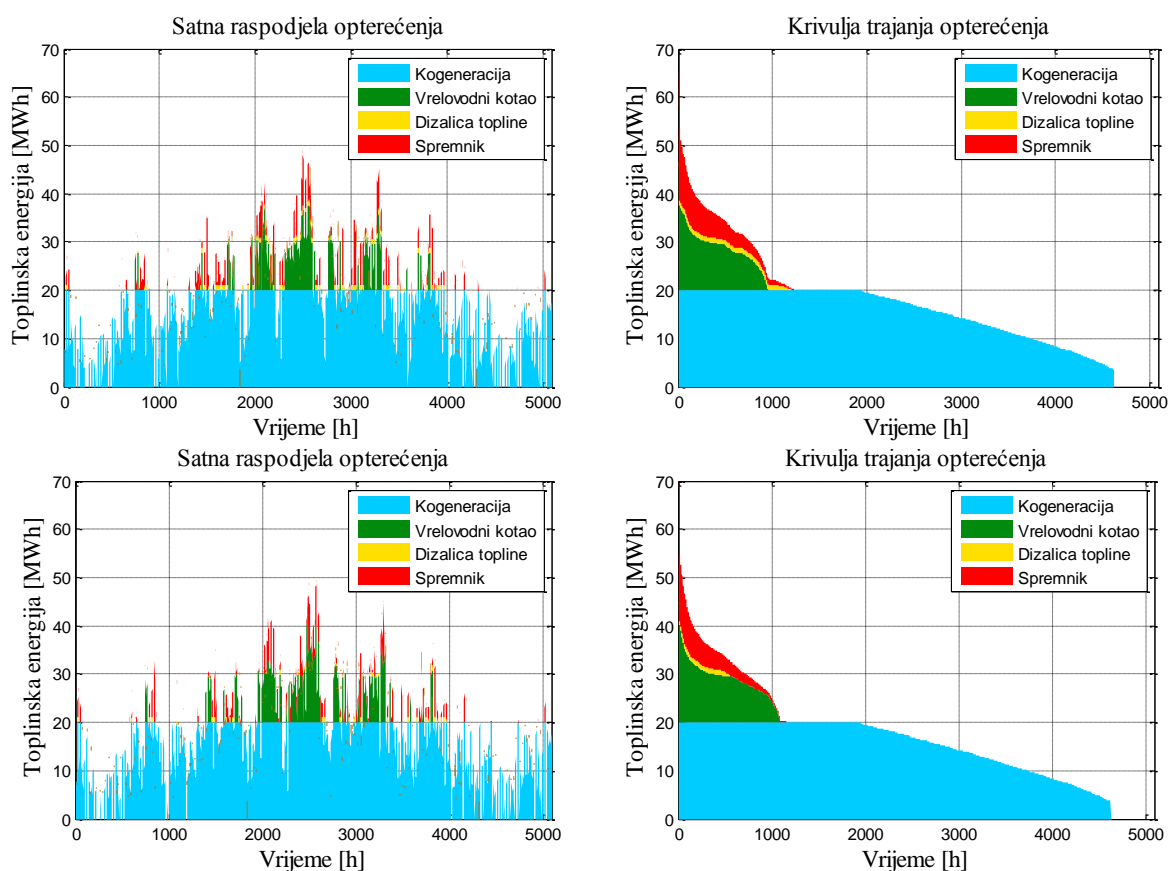 Satna raspodjela opterećenja
Toplinska energija [MWh]
70
60
50
40
30
20
10
0
Kogeneracija
Vrelovodni kotao
Dizalica topline
Spremnik
0 1000 2000 3000 4000 5000
Vrijeme [h]
Krivulja trajanja opterećenja
Toplinska energija [MWh]
70
60
50
40
30
20
10
0
Kogeneracija
Vrelovodni kotao
Dizalica topline
Spremnik
0 1000 2000 3000 4000 5000
Vrijeme [h]
Satna raspodjela opterećenja
Toplinska energija [MWh]
70
60
50
40
30
20
10
0
Kogeneracija
Vrelovodni kotao
Dizalica topline
Spremnik
0 1000 2000 3000 4000 5000
Vrijeme [h]
Krivulja trajanja opterećenja
Toplinska energija [MWh]
70
60
50
40
30
20
10
0
Kogeneracija
Vrelovodni kotao
Dizalica topline
Spremnik
0 1000 2000 3000 4000 5000
Vrijeme [h]